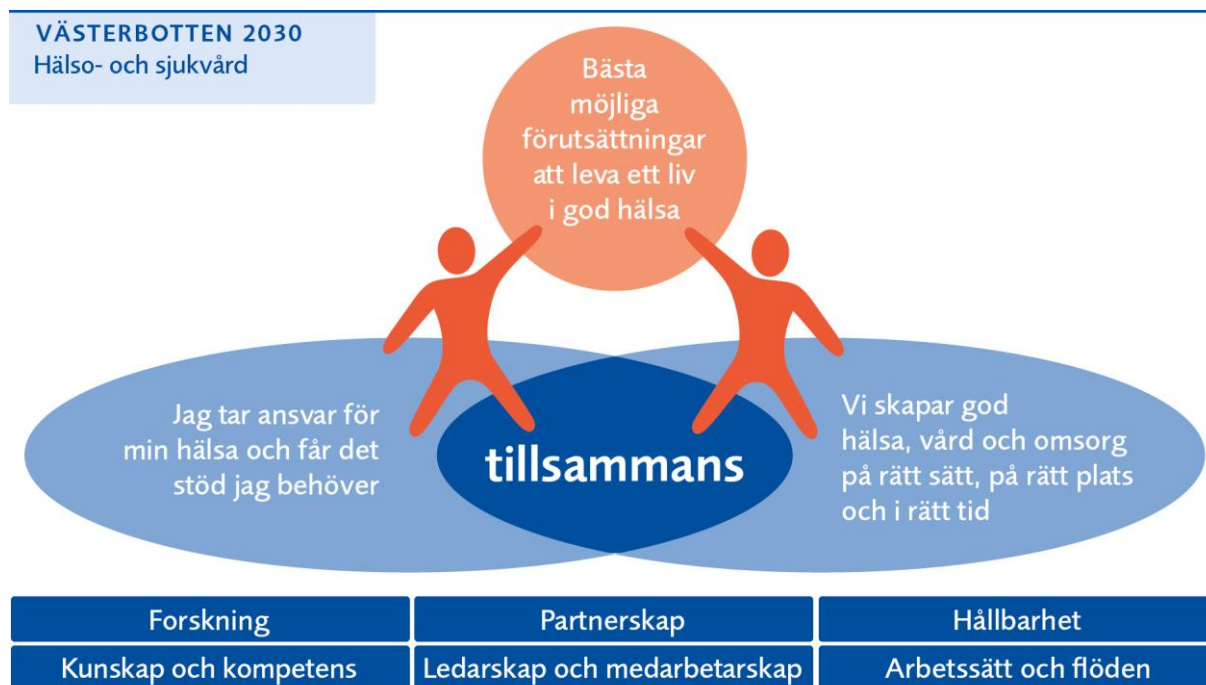 VÄSTERBOTTEN 2030
Hälso- och sjukvård
Bästa
möjliga
förutsättningar
att leva ett liv
i god hälsa
Jag tar ansvar för
min hälsa och får det
stöd jag behöver
tillsammans
Vi skapar god
hälsa, vård och omsorg
på rätt sätt, på rätt plats
och i rätt tid
Forskning
Partnerskap
Hållbarhet
Kunskap och kompetens
Ledarskap och medarbetarskap
Arbetssätt och flöden